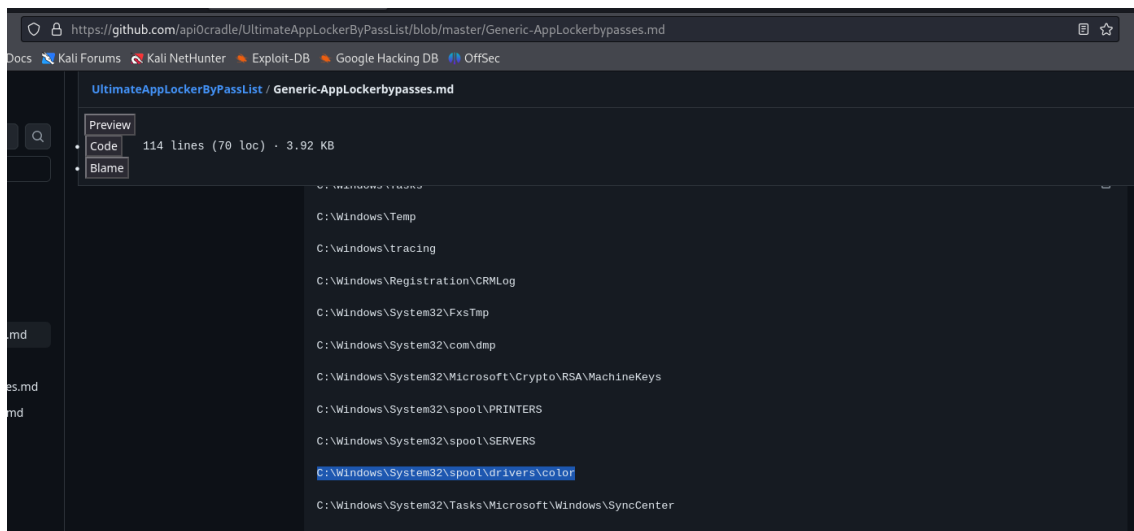 https://github.com/api0cradle/UltimateAppLockerByPassList/blob/master/Generic-AppLockerbypasses.md
Docs Kali Forums Kali NetHunter Exploit-DB Google Hacking DB OffSec
UltimateAppLockerByPassList / Generic-AppLockerbypasses.md
Preview
Code 114 lines (70 loc) · 3.92 KB
Blame
C:\Windows\Tasks
C:\Windows\Temp
C:\windows\tracing
C:\Windows\Registration\CRMLog
C:\Windows\System32\FxsTmp
.md
C:\Windows\System32\com\dmp
C:\Windows\System32\Microsoft\Crypto\RSA\MachineKeys
es.md
C:\Windows\System32\spool\PRINTERS
md
C:\Windows\System32\spool\SERVERS
C:\Windows\System32\spool\drivers\color
C:\Windows\System32\Tasks\Microsoft\Windows\SyncCenter